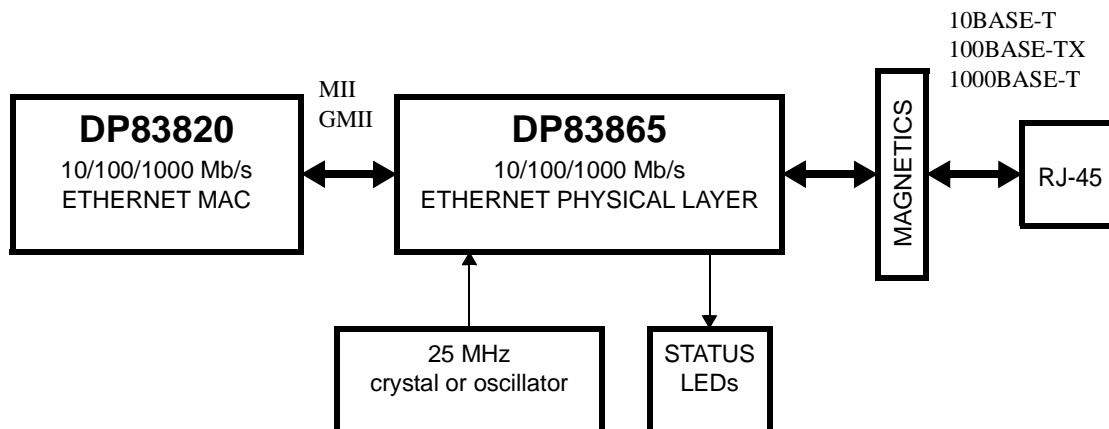 10BASE-T
100BASE-TX
1000BASE-T
MII
GMII
DP83820
10/100/1000 Mb/s
ETHERNET MAC
DP83865
10/100/1000 Mb/s
ETHERNET PHYSICAL LAYER
MAGNETICS
RJ-45
25 MHz
crystal or oscillator
STATUS
LEDs